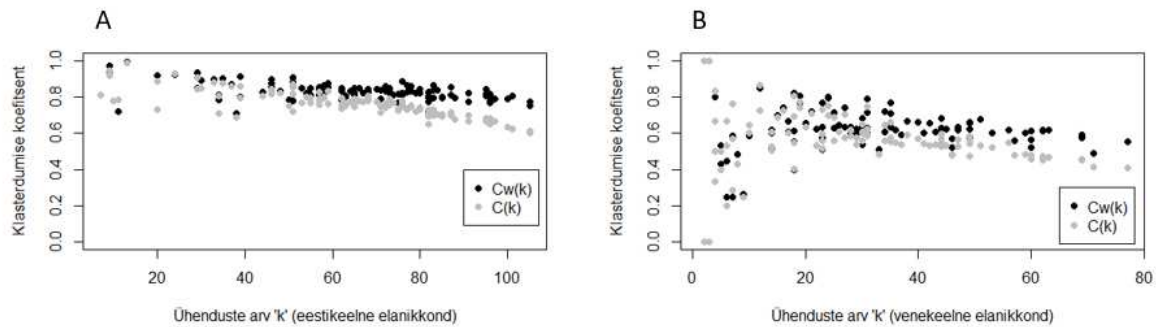 A
Klasterdumise koefitsent
0.0 0.2 0.4 0.6 0.8 1.0
Cw(k)
C(k)
20 40 60 80 100
Ühenduste arv 'k' (eestikeelne elanikkond)
B
Klasterdumise koefitsent
0.0 0.2 0.4 0.6 0.8 1.0
Cw(k)
C(k)
0 20 40 60 80
Ühenduste arv 'k' (venekeelne elanikkond)